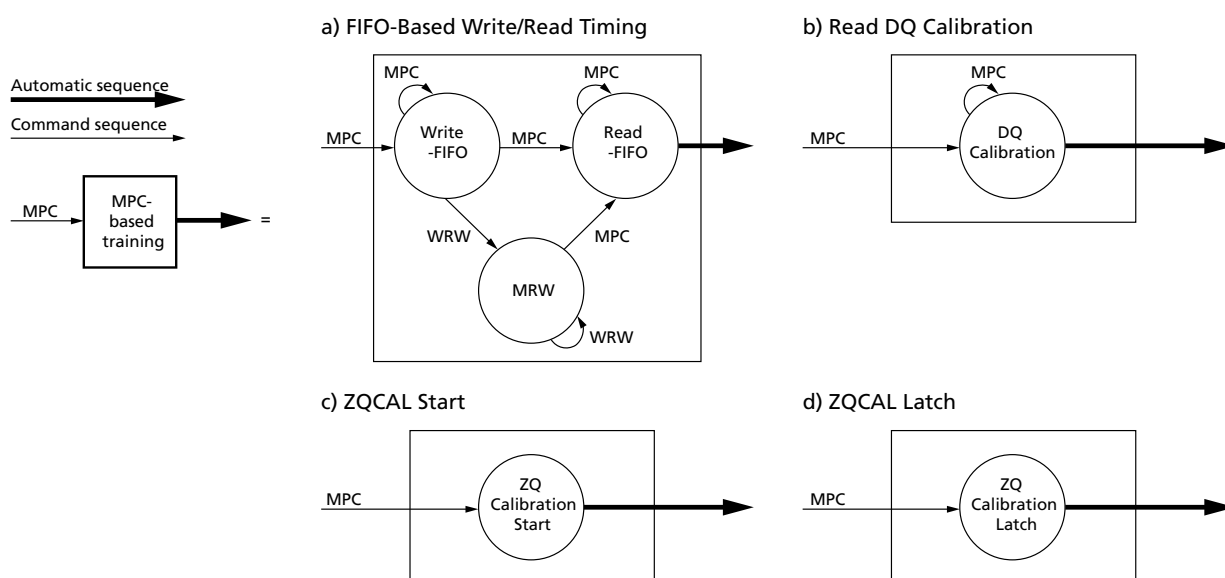 a) FIFO-Based Write/Read Timing
b) Read DQ Calibration
Automatic sequence
Command sequence
MPC
MPC-
based
training
=
MPC
MPC
MPC
Write
-FIFO
MPC
Read
-FIFO
WRW
MPC
MRW
WRW
MPC
MPC
DQ
Calibration
c) ZQCAL Start
d) ZQCAL Latch
MPC
ZQ
Calibration
Start
MPC
ZQ
Calibration
Latch